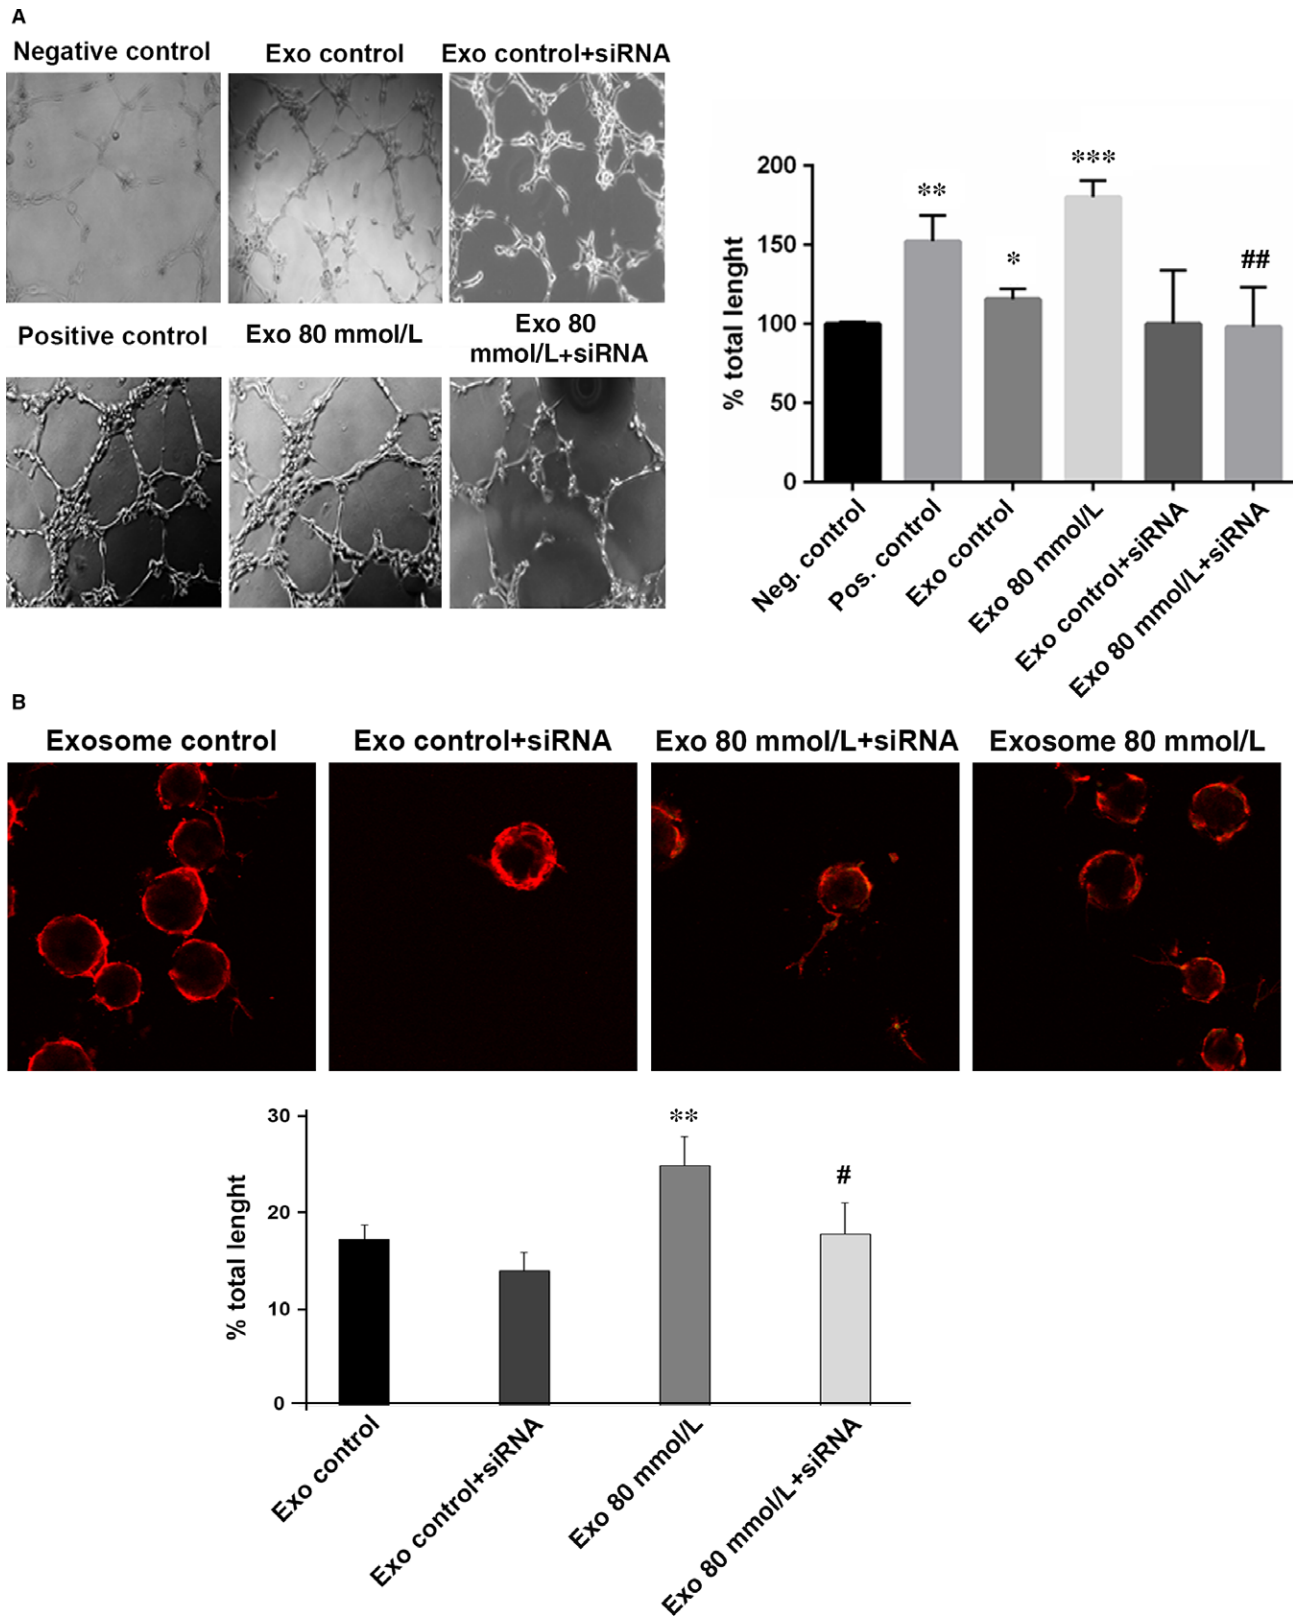 A
Negative control
Exo control
Exo control+siRNA
Positive control
Exo 80 mmol/L
Exo 80
mmol/L+siRNA
% total lenght
200
150
100
50
0
**
*
***
##
Neg. control
Pos. control
Exo control
Exo 80 mmol/L
Exo control+siRNA
Exo 80 mmol/L+siRNA
B
Exosome control
Exo control+siRNA
Exo 80 mmol/L+siRNA
Exosome 80 mmol/L
% total lenght
30
20
10
0
**
#
Exo control
Exo control+siRNA
Exo 80 mmol/L
Exo 80 mmol/L+siRNA